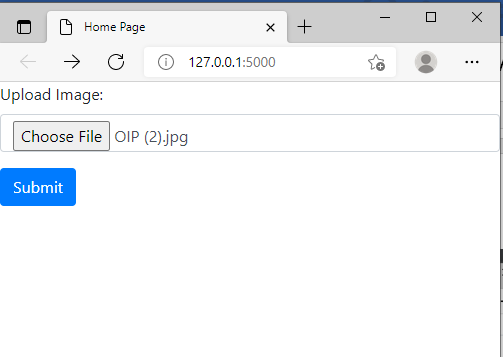 Home Page
127.0.0.1:5000
Upload Image:
Choose File OIP (2).jpg
Submit